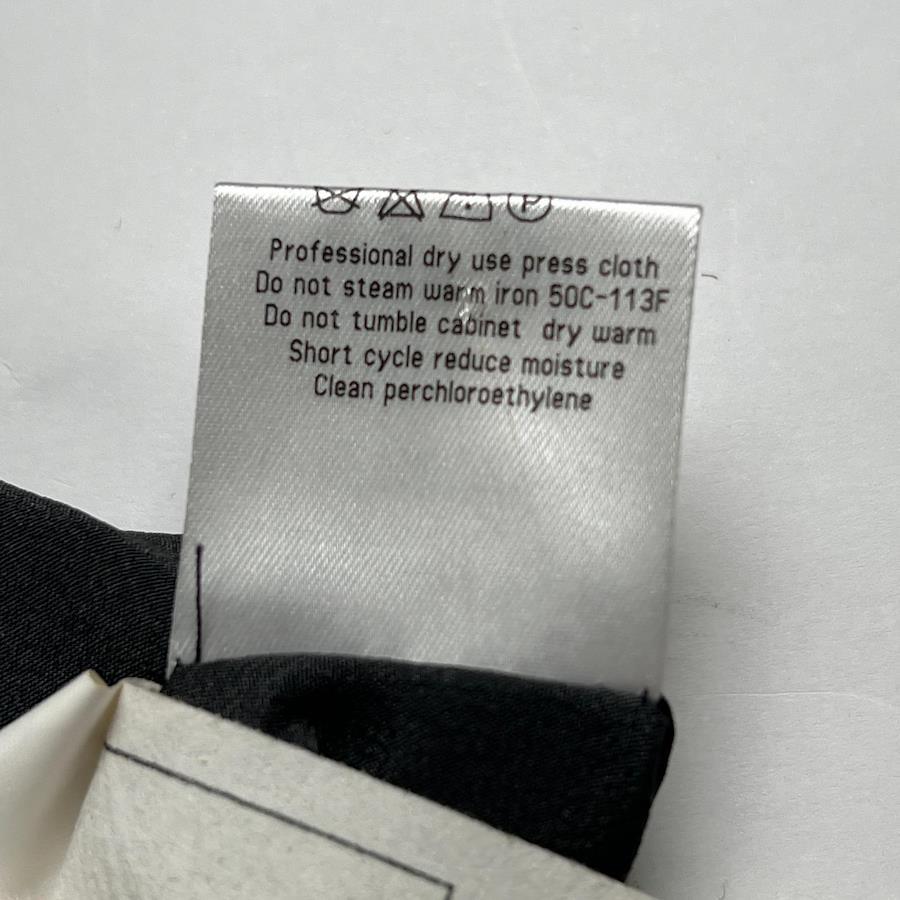 P
Professional dry use press cloth
Do not steam warm iron 50C-113F
Do not tumble cabinet dry warm
Short cycle reduce moisture
Clean perchloroethylene